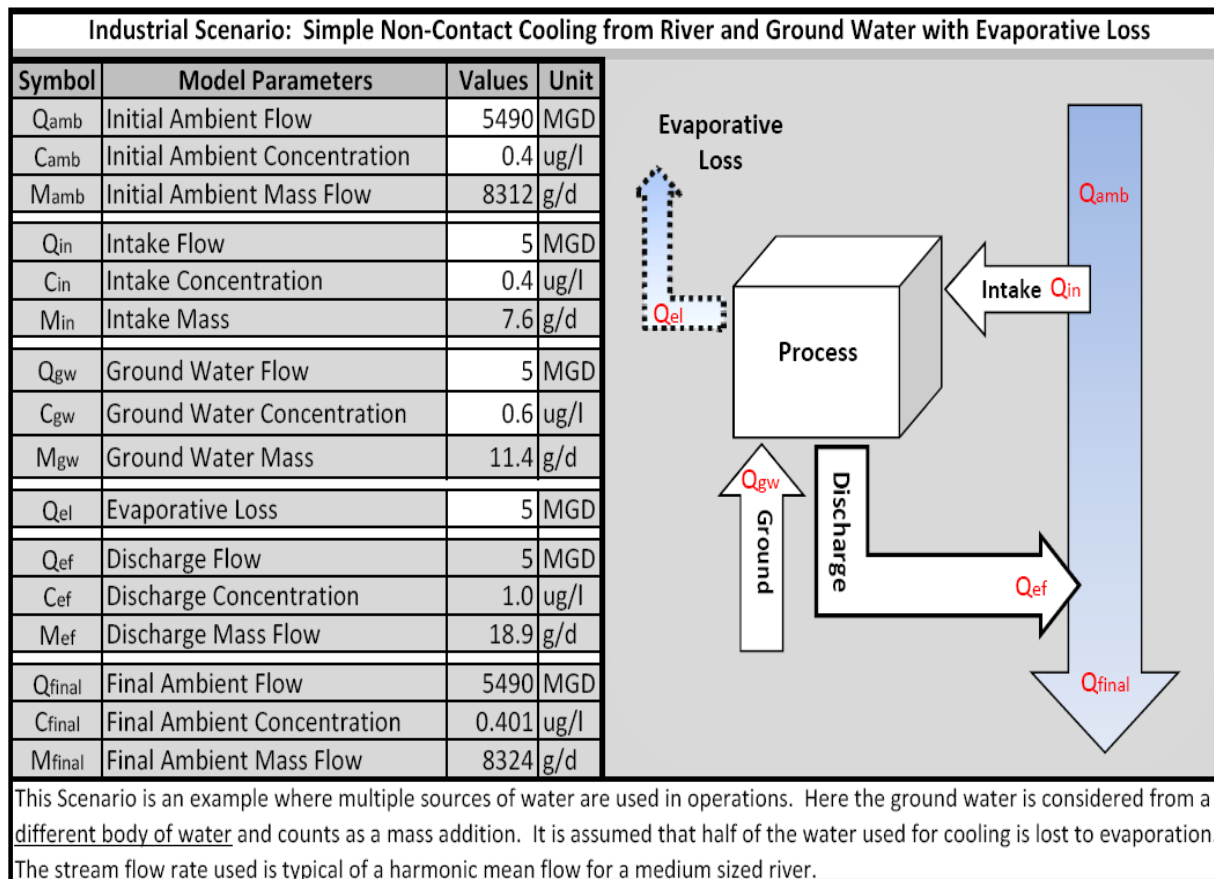 Industrial Scenario: Simple Non-Contact Cooling from River and Ground Water with Evaporative Loss
Symbol Model Parameters Values Unit
Qamb Initial Ambient Flow 5490 MGD
Camb Initial Ambient Concentration 0.4 ug/l
Mamb Initial Ambient Mass Flow 8312 g/d
Qin Intake Flow 5 MGD
Cin Intake Concentration 0.4 ug/l
Min Intake Mass 7.6 g/d
Qgw Ground Water Flow 5 MGD
Cgw Ground Water Concentration 0.6 ug/l
Mgw Ground Water Mass 11.4 g/d
Qel Evaporative Loss 5 MGD
Qef Discharge Flow 5 MGD
Cef Discharge Concentration 1.0 ug/l
Mef Discharge Mass Flow 18.9 g/d
Qfinal Final Ambient Flow 5490 MGD
Cfinal Final Ambient Concentration 0.401 ug/l
Mfinal Final Ambient Mass Flow 8324 g/d
Evaporative
Loss
Qamb
Intake Qin
Qel
Process
Qgw
Ground
Discharge
Qef
Qfinal
This Scenario is an example where multiple sources of water are used in operations. Here the ground water is considered from a
different body of water and counts as a mass addition. It is assumed that half of the water used for cooling is lost to evaporation.
The stream flow rate used is typical of a harmonic mean flow for a medium sized river.